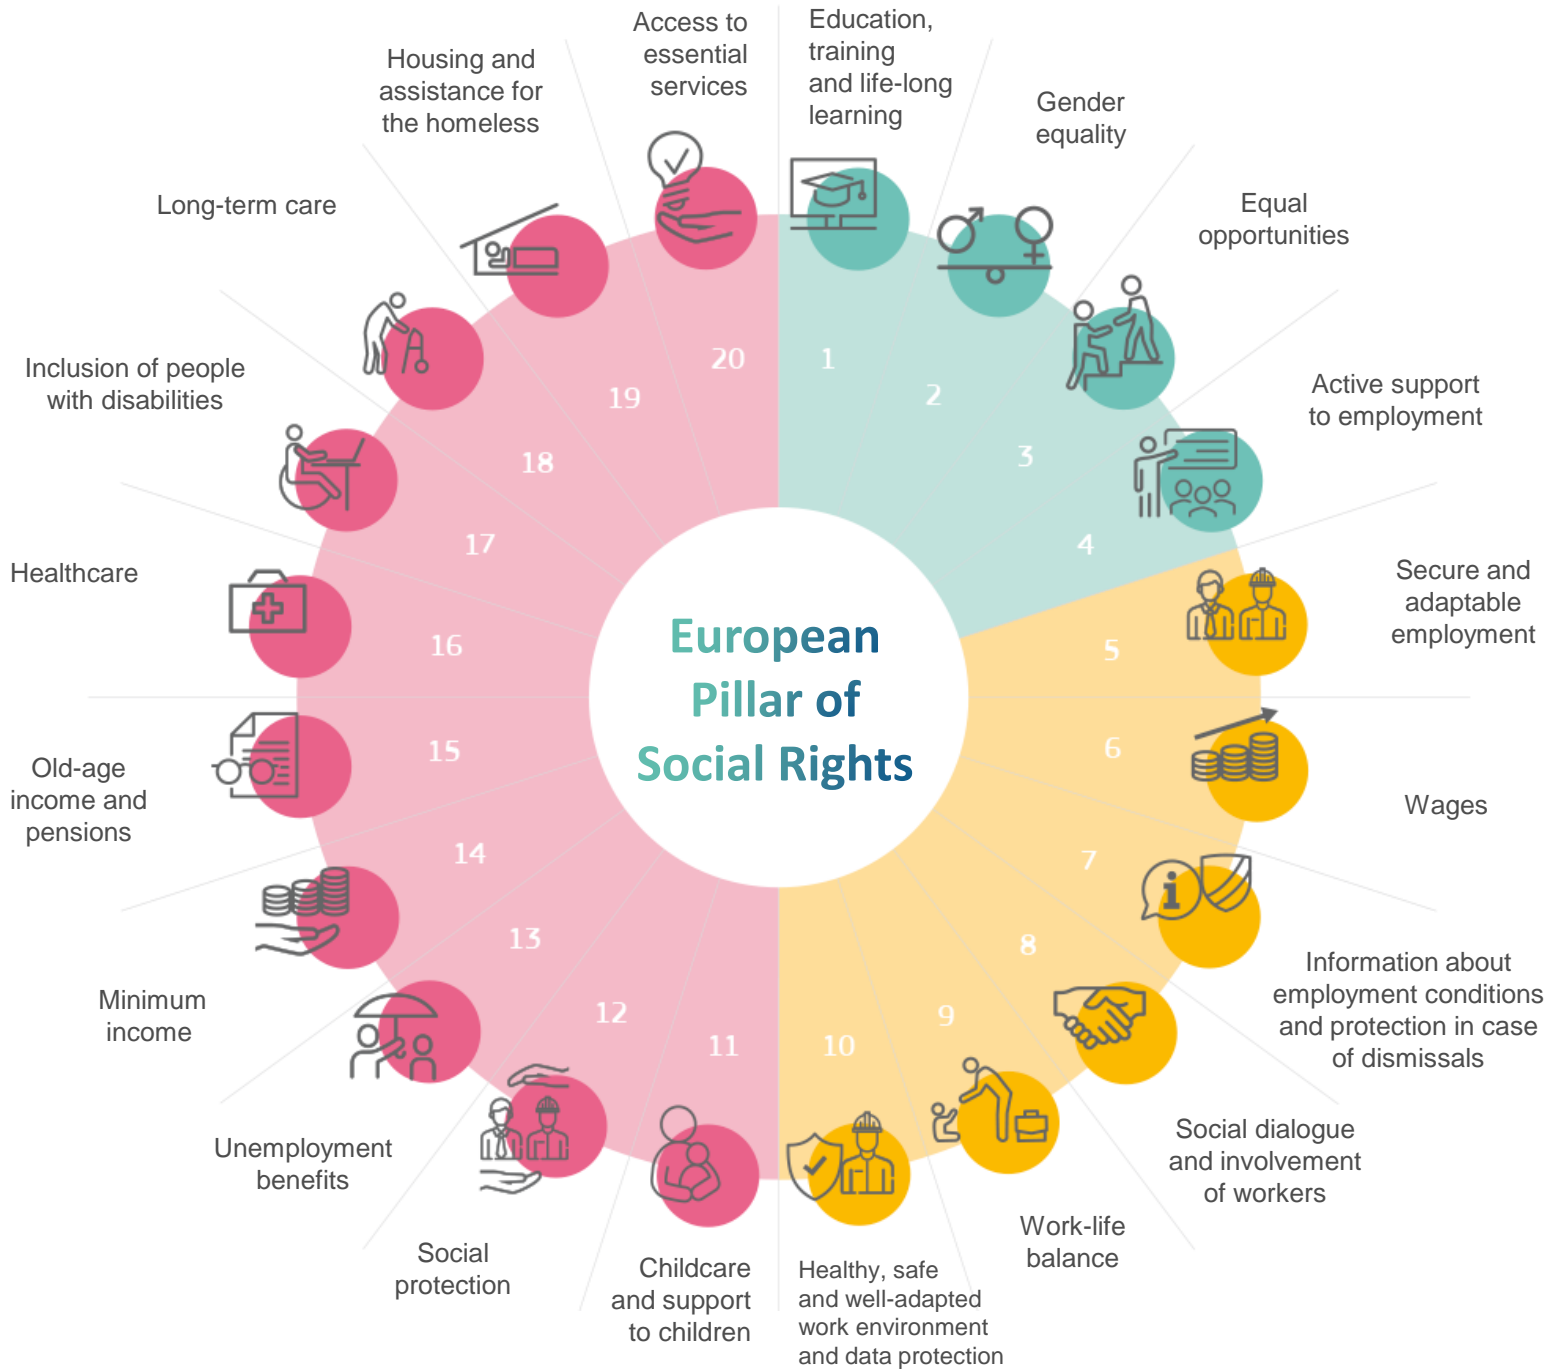 European
Pillar of
Social Rights
1
Education,
training
and life-long
learning
2
Gender
equality
3
Equal
opportunities
4
Active support
to employment
5
Secure and
adaptable
employment
6
Wages
7
Information about
employment conditions
and protection in case
of dismissals
8
Social dialogue
and involvement
of workers
9
Work-life
balance
10
Healthy, safe
and well-adapted
work environment
and data protection
11
Childcare
and support
to children
12
Social
protection
13
Unemployment
benefits
14
Minimum
income
15
Old-age
income and
pensions
16
Healthcare
17
Inclusion of people
with disabilities
18
Long-term care
19
Housing and
assistance for
the homeless
20
Access to
essential
services
i